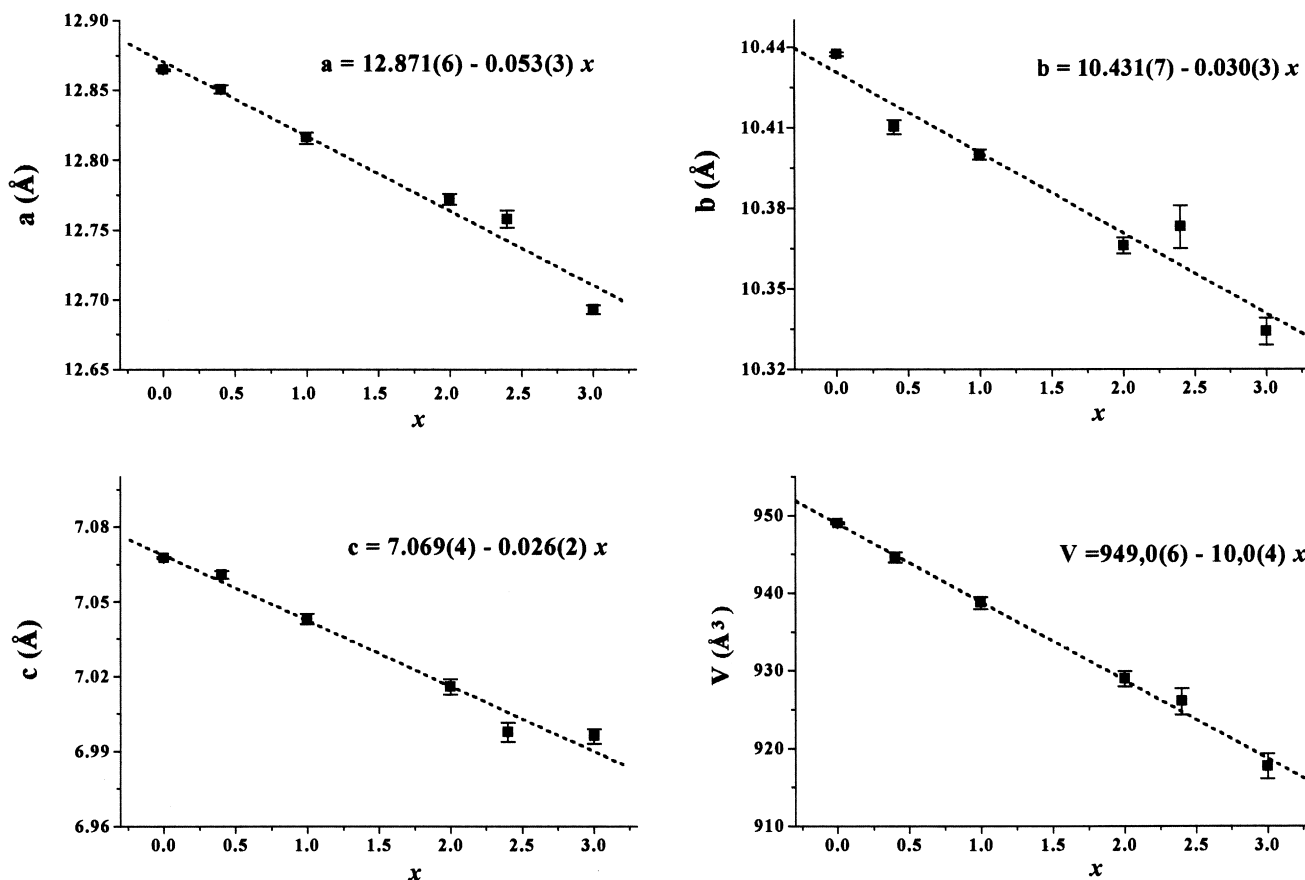 12.90
12.85
12.80
12.75
12.70
12.65
a (Å)
a = 12.871(6) - 0.053(3) x
0.0 0.5 1.0 1.5 2.0 2.5 3.0
x
10.44
10.41
10.38
10.35
10.32
b (Å)
b = 10.431(7) - 0.030(3) x
0.0 0.5 1.0 1.5 2.0 2.5 3.0
x
7.08
7.05
7.02
6.99
6.96
c (Å)
c = 7.069(4) - 0.026(2) x
0.0 0.5 1.0 1.5 2.0 2.5 3.0
x
950
940
930
920
910
V (Å³)
V =949,0(6) - 10,0(4) x
0.0 0.5 1.0 1.5 2.0 2.5 3.0
x